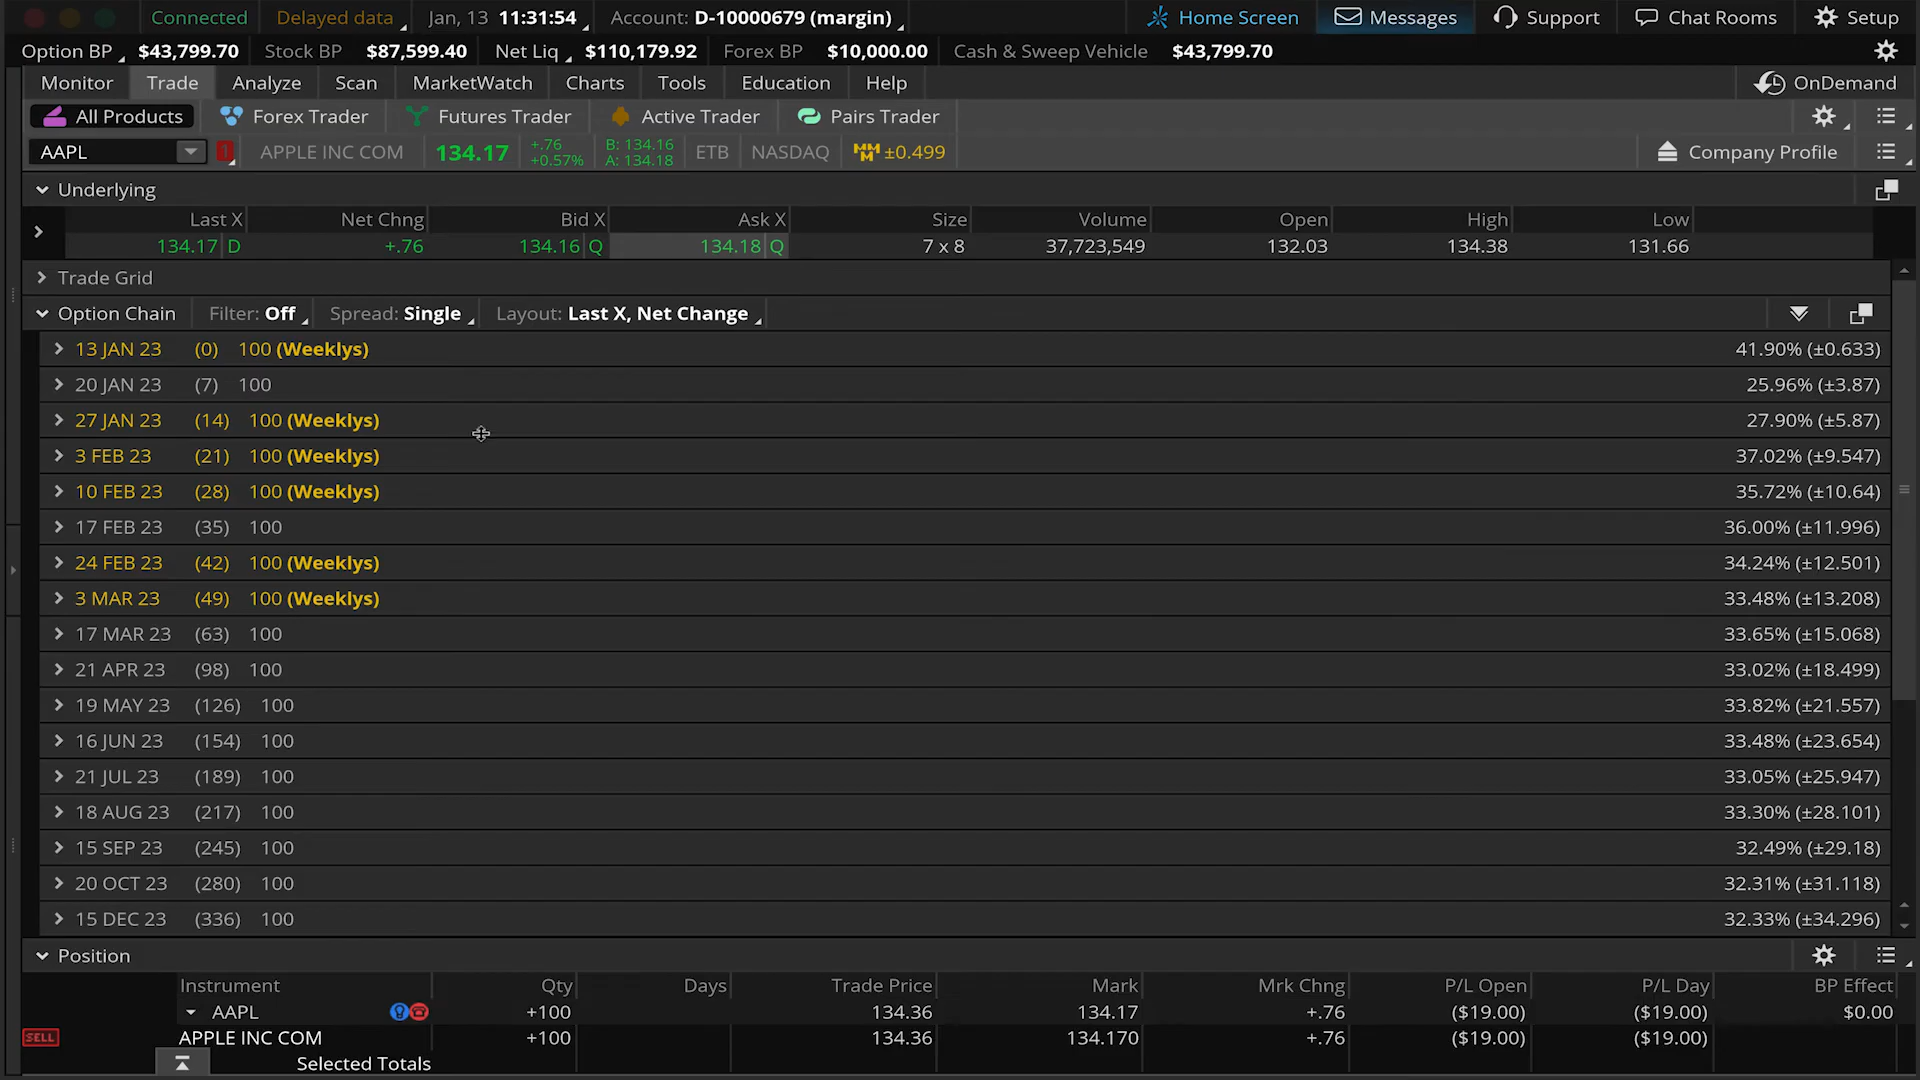 Connected Delayed data Jan, 13 11:31:54 Account: D-10000679 (margin) Home Screen Messages Support Chat Rooms Setup
Option BP $43,799.70 Stock BP $87,599.40 Net Liq $110,179.92 Forex BP $10,000.00 Cash & Sweep Vehicle $43,799.70
Monitor Trade Analyze Scan MarketWatch Charts Tools Education Help OnDemand
All Products Forex Trader Futures Trader Active Trader Pairs Trader
AAPL 1 APPLE INC COM 134.17 +.76 +0.57% B: 134.16 A: 134.18 ETB NASDAQ ±0.499 Company Profile
Underlying
Last X Net Chng Bid X Ask X Size Volume Open High Low
134.17 D +.76 134.16 Q 134.18 Q 7 x 8 37,723,549 132.03 134.38 131.66
Trade Grid
Option Chain Filter: Off Spread: Single Layout: Last X, Net Change
13 JAN 23 (0) 100 (Weeklys) 41.90% (±0.633)
20 JAN 23 (7) 100 25.96% (±3.87)
27 JAN 23 (14) 100 (Weeklys) 27.90% (±5.87)
3 FEB 23 (21) 100 (Weeklys) 37.02% (±9.547)
10 FEB 23 (28) 100 (Weeklys) 35.72% (±10.64)
17 FEB 23 (35) 100 36.00% (±11.996)
24 FEB 23 (42) 100 (Weeklys) 34.24% (±12.501)
3 MAR 23 (49) 100 (Weeklys) 33.48% (±13.208)
17 MAR 23 (63) 100 33.65% (±15.068)
21 APR 23 (98) 100 33.02% (±18.499)
19 MAY 23 (126) 100 33.82% (±21.557)
16 JUN 23 (154) 100 33.48% (±23.654)
21 JUL 23 (189) 100 33.05% (±25.947)
18 AUG 23 (217) 100 33.30% (±28.101)
15 SEP 23 (245) 100 32.49% (±29.18)
20 OCT 23 (280) 100 32.31% (±31.118)
15 DEC 23 (336) 100 32.33% (±34.296)
Position
Instrument Qty Days Trade Price Mark Mrk Chng P/L Open P/L Day BP Effect
AAPL +100 134.36 134.17 +.76 ($19.00) ($19.00) $0.00
SELL APPLE INC COM +100 134.36 134.170 +.76 ($19.00) ($19.00)
Selected Totals